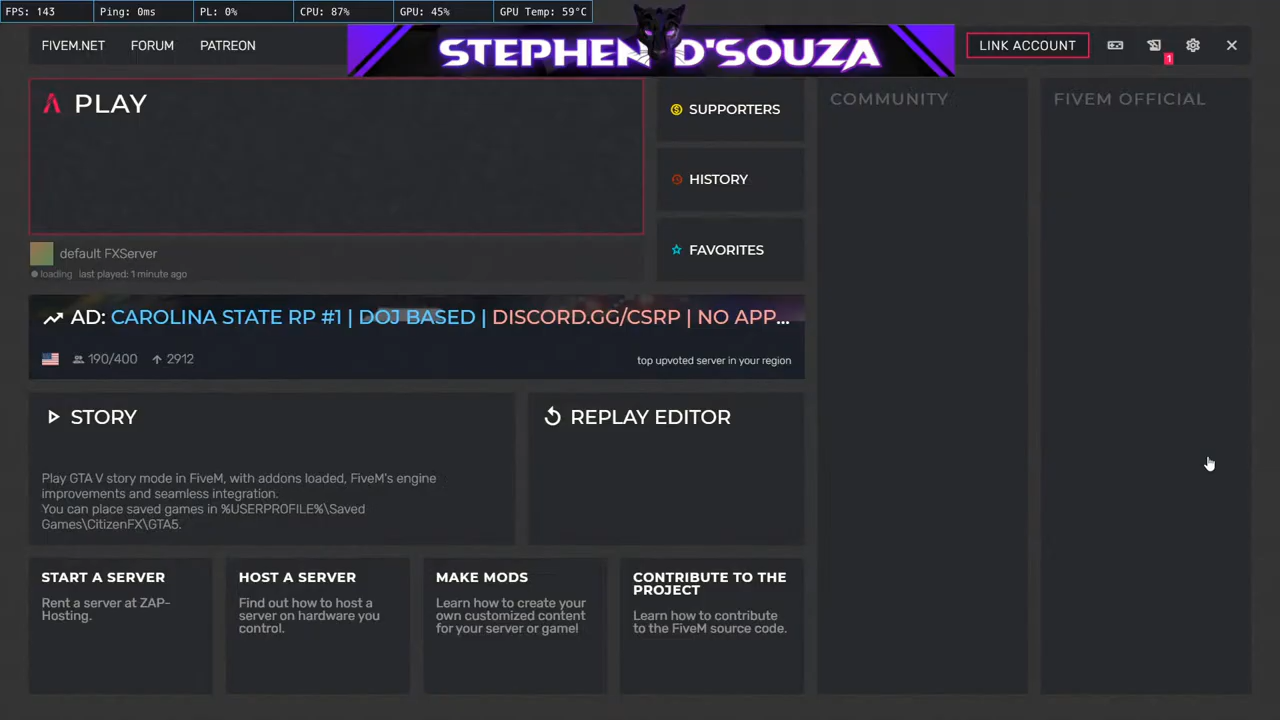 FPS: 143
Ping: 0ms
PL: 0%
CPU: 87%
GPU: 45%
GPU Temp: 59°C
FIVEM.NET
FORUM
PATREON
STEPHEN D'SOUZA
LINK ACCOUNT
1
PLAY
default FXServer
loading
last played: 1 minute ago
SUPPORTERS
HISTORY
FAVORITES
COMMUNITY
FIVEM OFFICIAL
AD: CAROLINA STATE RP #1 | DOJ BASED | DISCORD.GG/CSRP | NO APP...
190/400
2912
top upvoted server in your region
STORY
Play GTA V story mode in FiveM, with addons loaded, FiveM's engine
improvements and seamless integration.
You can place saved games in %USERPROFILE%\Saved
Games\CitizenFX\GTA5.
REPLAY EDITOR
START A SERVER
Rent a server at ZAP-
Hosting.
HOST A SERVER
Find out how to host a
server on hardware you
control.
MAKE MODS
Learn how to create your
own customized content
for your server or game!
CONTRIBUTE TO THE
PROJECT
Learn how to contribute
to the FiveM source code.